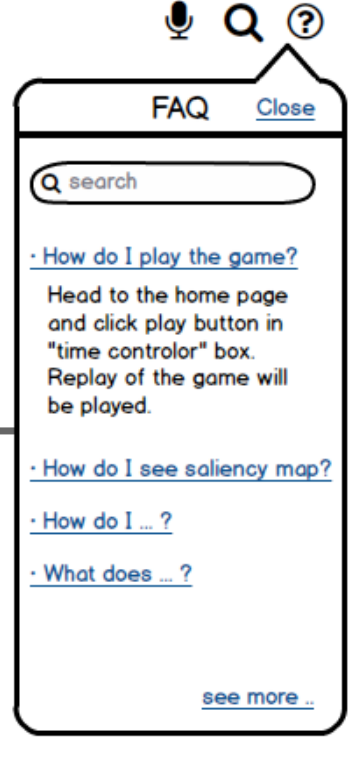 FAQ Close
search
· How do I play the game?
Head to the home page
and click play button in
"time controlor" box.
Replay of the game will
be played.
· How do I see saliency map?
· How do I ... ?
· What does ... ?
see more ..